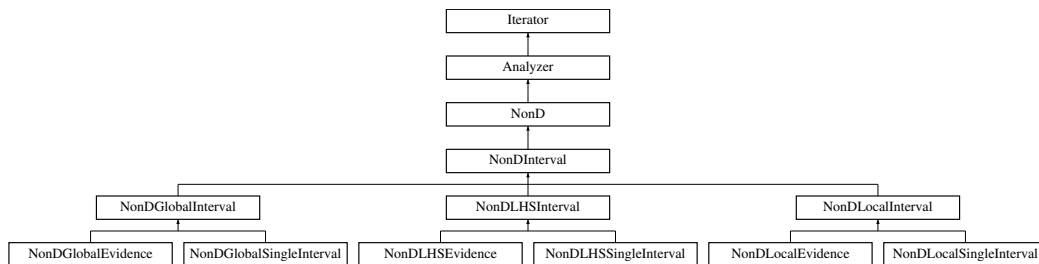 Iterator
Analyzer
NonD
NonDInterval
NonDGlobalInterval NonDLHSInterval NonDLocalInterval
NonDGlobalEvidence NonDGlobalSingleInterval NonDLHSEvidence NonDLHSSingleInterval NonDLocalEvidence NonDLocalSingleInterval